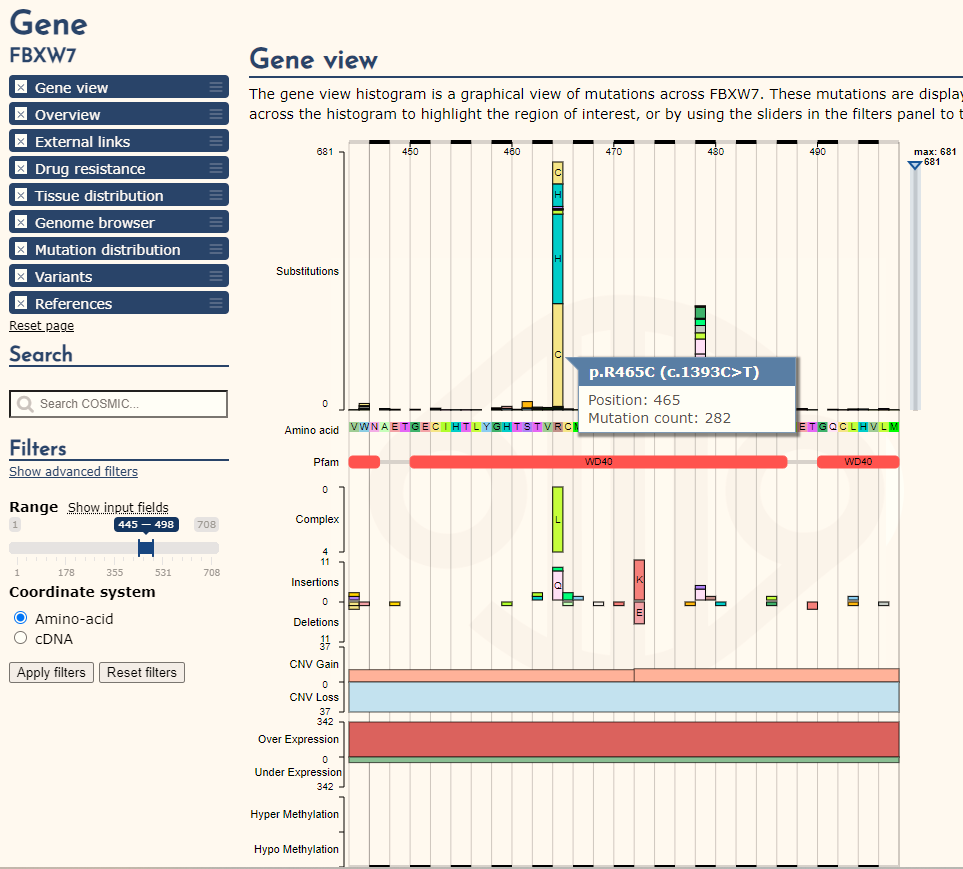 Gene
FBXW7
Gene view
Overview
External links
Drug resistance
Tissue distribution
Genome browser
Mutation distribution
Variants
References
Reset page
Search
Search COSMIC...
Filters
Show advanced filters
Range Show input fields
1 445 — 498 708
1 178 355 531 708
Coordinate system
Amino-acid
cDNA
Apply filters Reset filters
Gene view
The gene view histogram is a graphical view of mutations across FBXW7. These mutations are display
across the histogram to highlight the region of interest, or by using the sliders in the filters panel to t
681 450 460 470 480 490 max: 681
681
C
H
Substitutions H
C
p.R465C (c.1393C>T)
Position: 465
Mutation count: 282
0
Amino acid VWNAETGECIHTLYGHTSTVRCM ETGQCLHVLM
Pfam WD40 WD40
0
Complex L
4
11
Insertions Q K
0
Deletions E
11
37
CNV Gain
0
CNV Loss
37
342
Over Expression
0
Under Expression
342
Hyper Methylation
Hypo Methylation